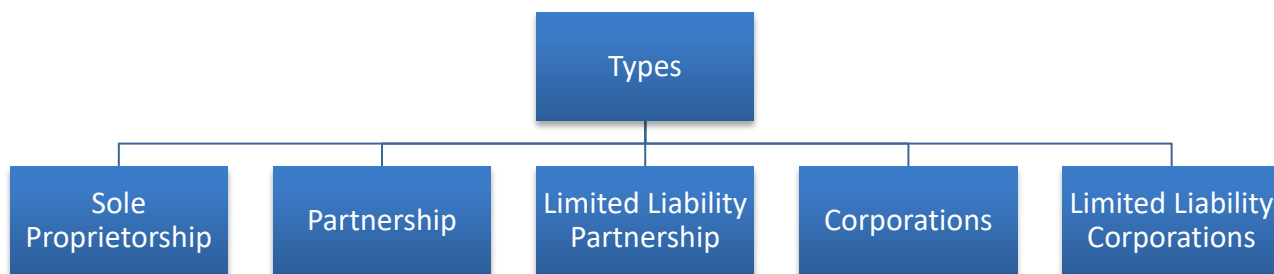 Types
Sole
Proprietorship
Partnership
Limited Liability
Partnership
Corporations
Limited Liability
Corporations